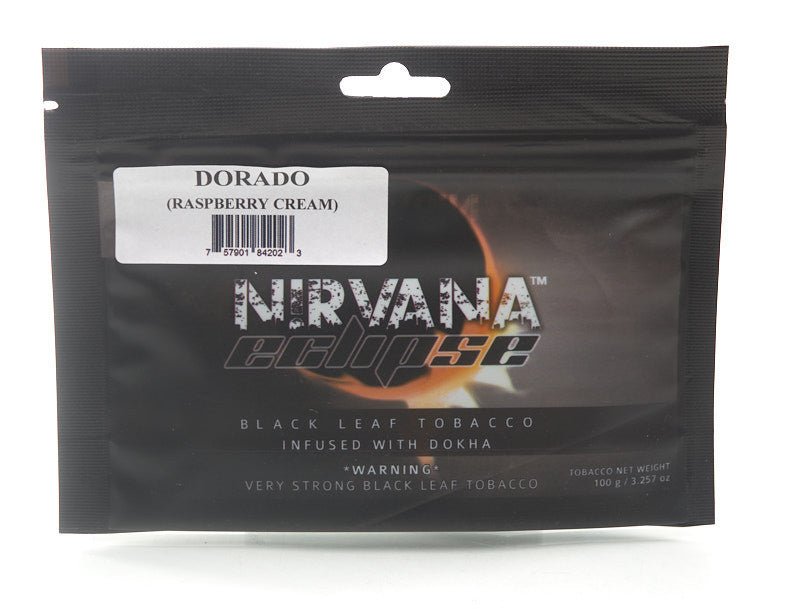 DORADO
(RASPBERRY CREAM)
7 57901 84202 3
NIRVANA™
eclipse
BLACK LEAF TOBACCO
INFUSED WITH DOKHA
*WARNING*
VERY STRONG BLACK LEAF TOBACCO
TOBACCO NET WEIGHT
100 g / 3.257 oz